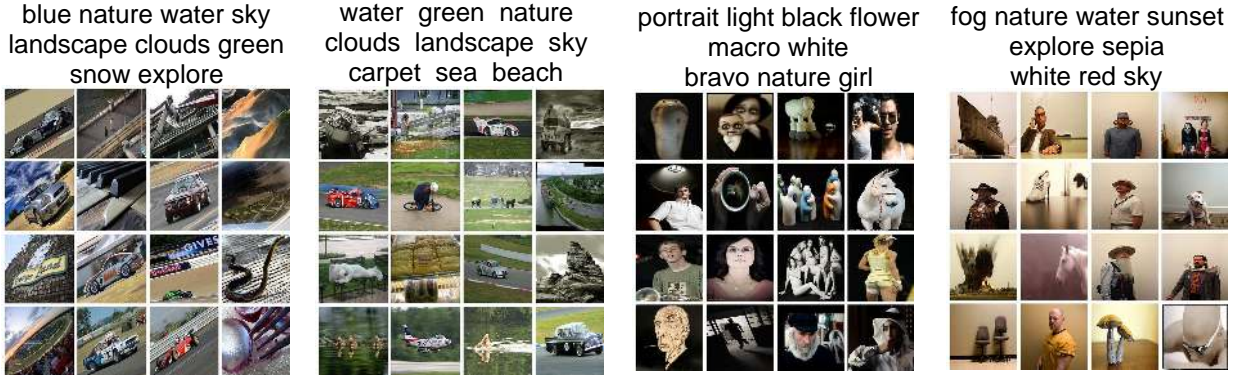 blue nature water sky
landscape clouds green
snow explore
water green nature
clouds landscape sky
carpet sea beach
portrait light black flower
macro white
bravo nature girl
fog nature water sunset
explore sepia
white red sky
GIVES